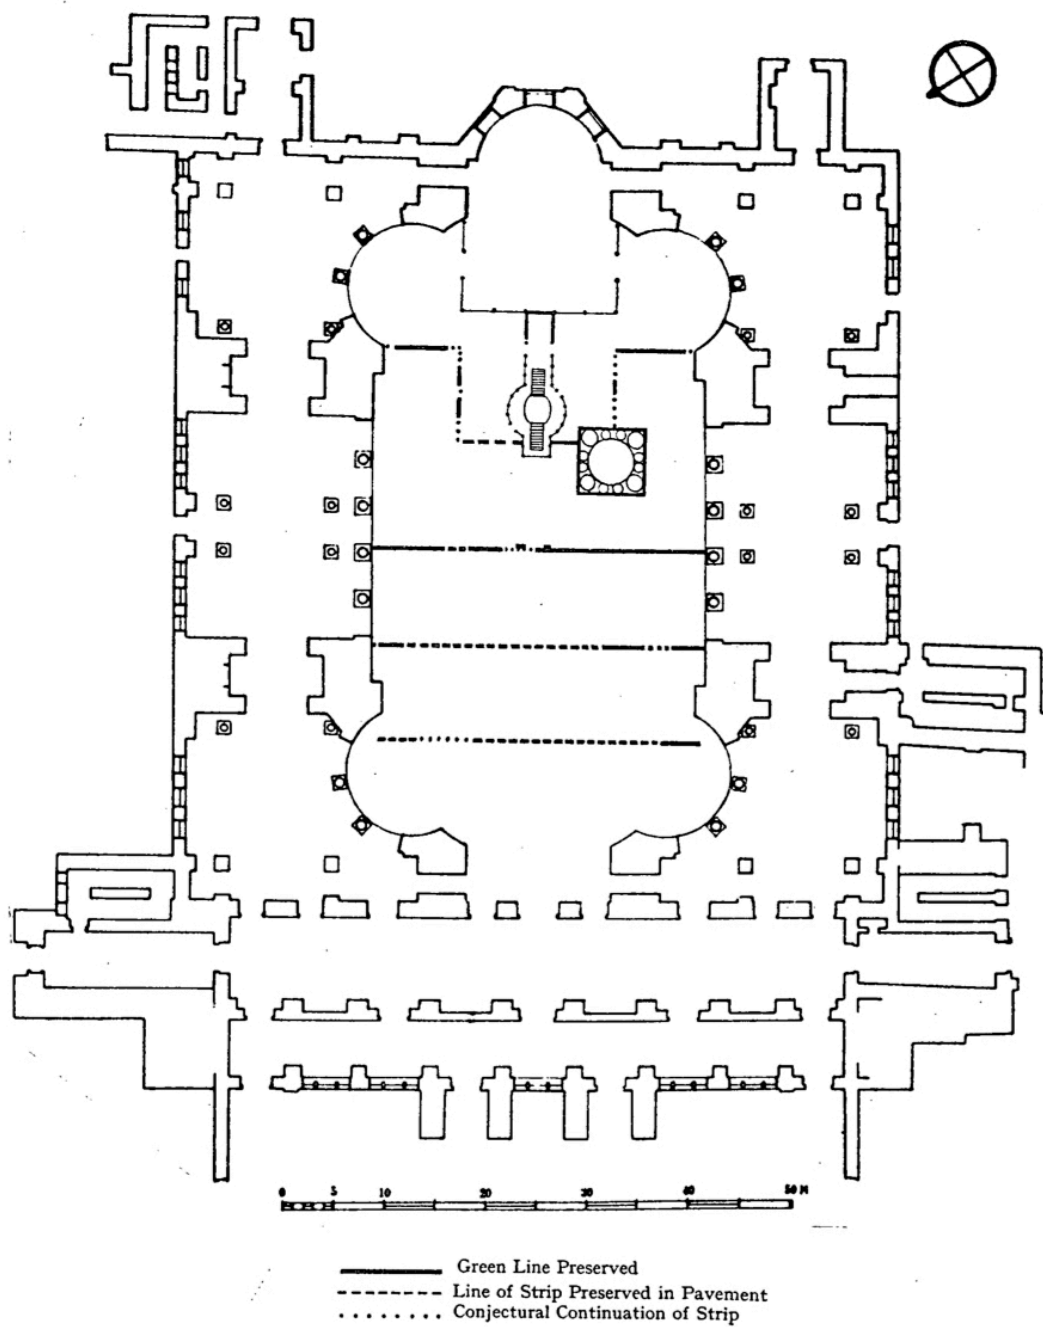 0 5 10 20 30 40 50 M
Green Line Preserved
Line of Strip Preserved in Pavement
Conjectural Continuation of Strip